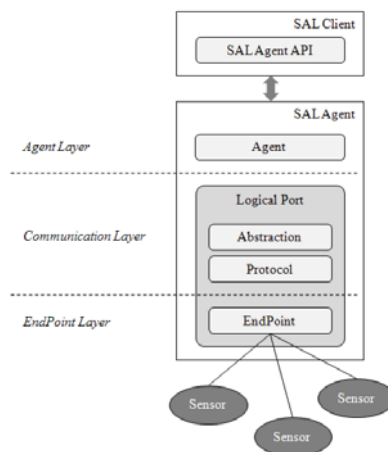 SAL Client
SAL Agent API
SAL Agent
Agent Layer
Agent
Logical Port
Communication Layer
Abstraction
Protocol
EndPoint Layer
EndPoint
Sensor
Sensor
Sensor